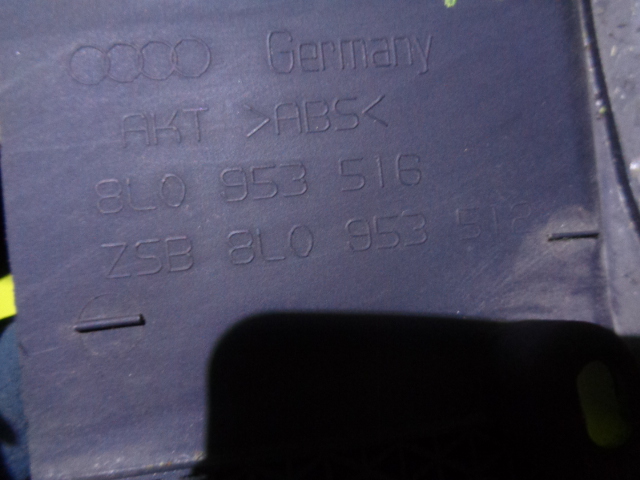 Germany
AKT >ABS<
8L0 953 516
ZSB 8L0 953